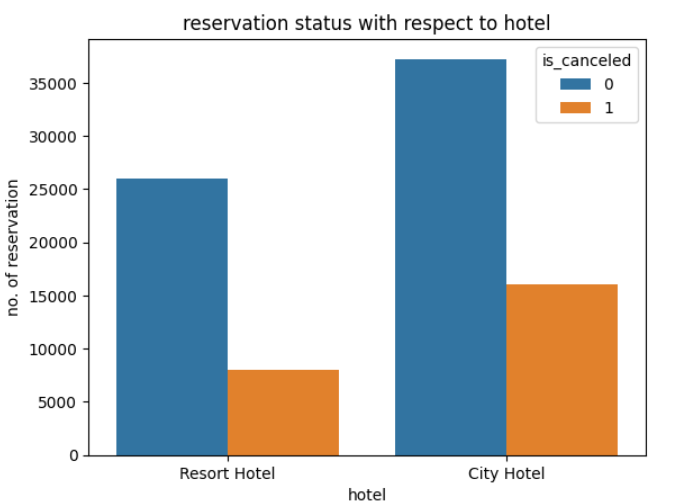 reservation status with respect to hotel
is_canceled
0
1
no. of reservation
35000
30000
25000
20000
15000
10000
5000
0
Resort Hotel
City Hotel
hotel